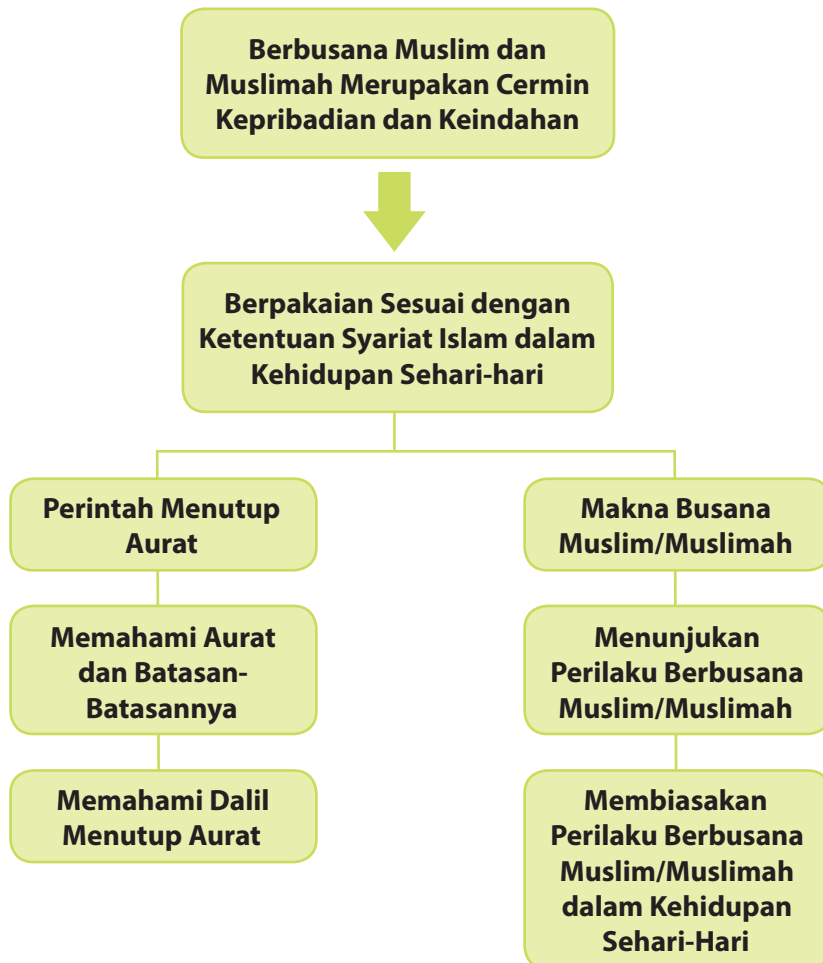 Berbusana Muslim dan
Muslimah Merupakan Cermin
Kepribadian dan Keindahan
Berpakaian Sesuai dengan
Ketentuan Syariat Islam dalam
Kehidupan Sehari-hari
Perintah Menutup
Aurat
Memahami Aurat
dan Batasan-
Batasannya
Memahami Dalil
Menutup Aurat
Makna Busana
Muslim/Muslimah
Menunjukan
Perilaku Berbusana
Muslim/Muslimah
Membiasakan
Perilaku Berbusana
Muslim/Muslimah
dalam Kehidupan
Sehari-Hari